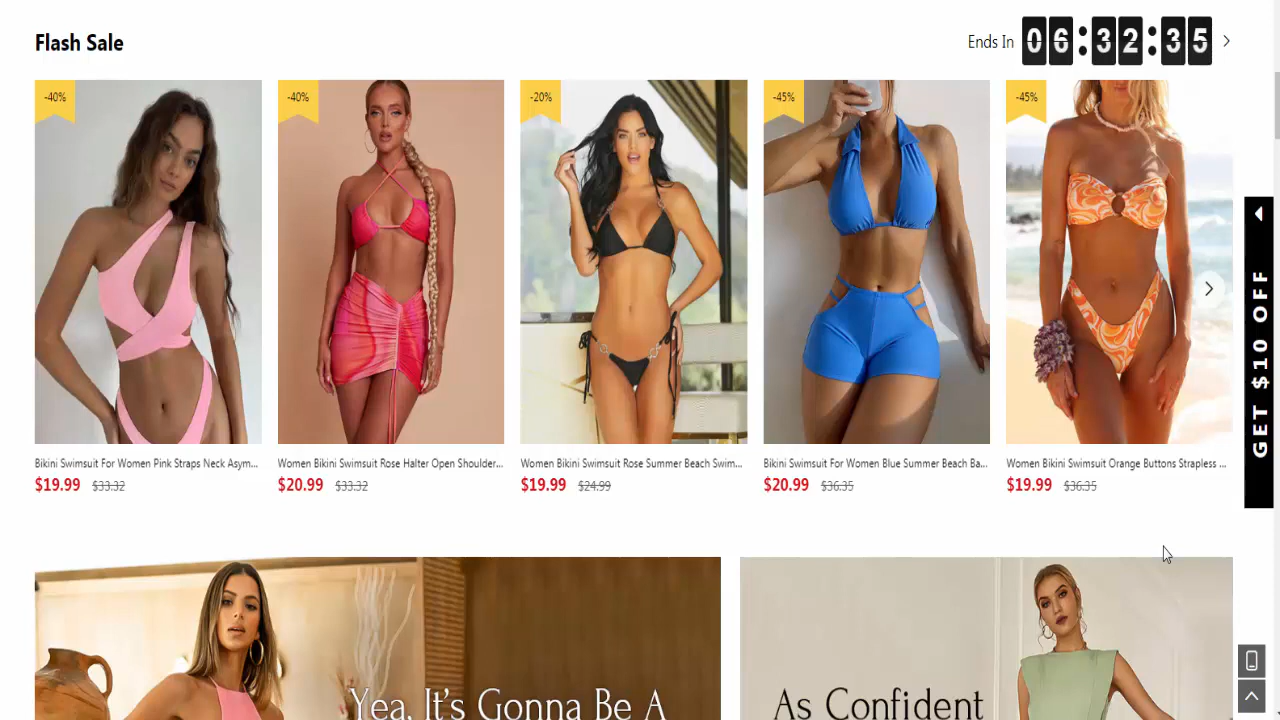 Flash Sale
Ends In 06:32:35
-40%
-40%
-20%
-45%
-45%
GET $10 OFF
Bikini Swimsuit For Women Pink Straps Neck Asym...
Women Bikini Swimsuit Rose Halter Open Shoulder...
Women Bikini Swimsuit Rose Summer Beach Swim...
Bikini Swimsuit For Women Blue Summer Beach Ba...
Women Bikini Swimsuit Orange Buttons Strapless ...
$19.99 $33.32
$20.99 $33.32
$19.99 $24.99
$20.99 $36.35
$19.99 $36.35
Yea, It's Gonna Be A
As Confident